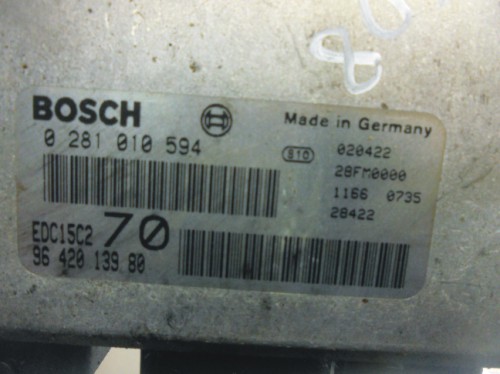 BOSCH
Made in Germany
0 281 010 594
S10 020422
28FM0000
1166 0735
28422
EDC15C2 70
96 420 139 80